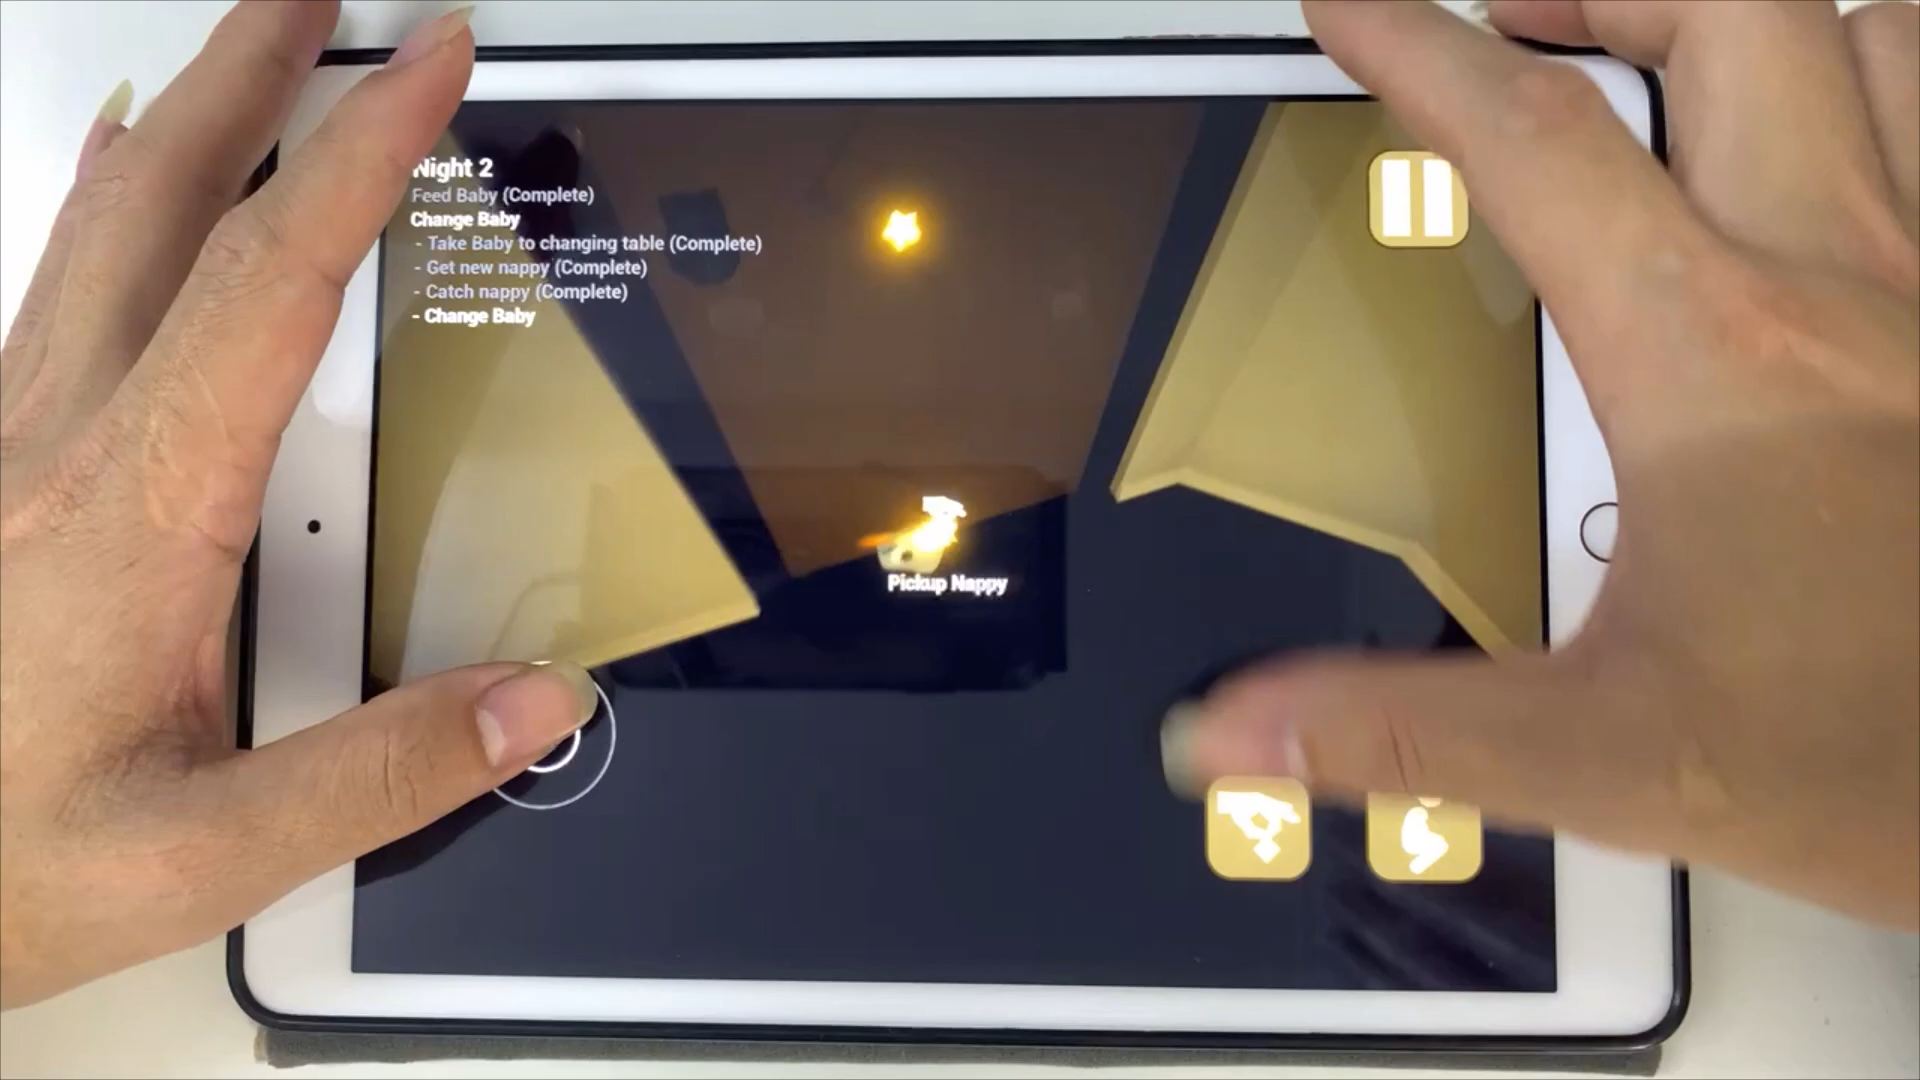 Night 2
Feed Baby (Complete)
Change Baby
- Take Baby to changing table (Complete)
- Get new nappy (Complete)
- Catch nappy (Complete)
- Change Baby
Pickup Nappy